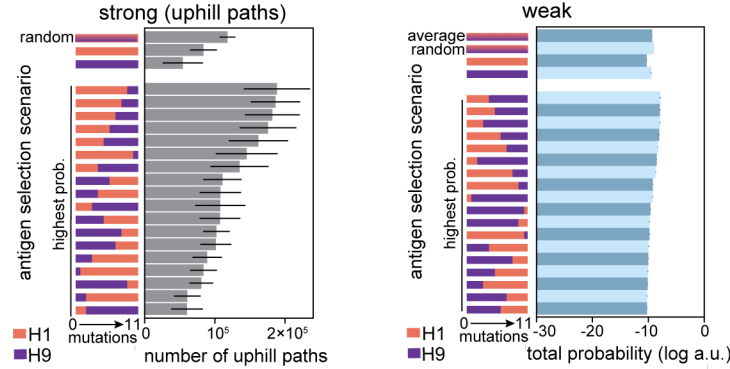 strong (uphill paths)
random
antigen selection scenario
highest prob.
0 11
mutations
0 10⁵ 2×10⁵
number of uphill paths
H1
H9
weak
average
random
antigen selection scenario
highest prob.
0 11
mutations
-30 -20 -10 0
total probability (log a.u.)
H1
H9